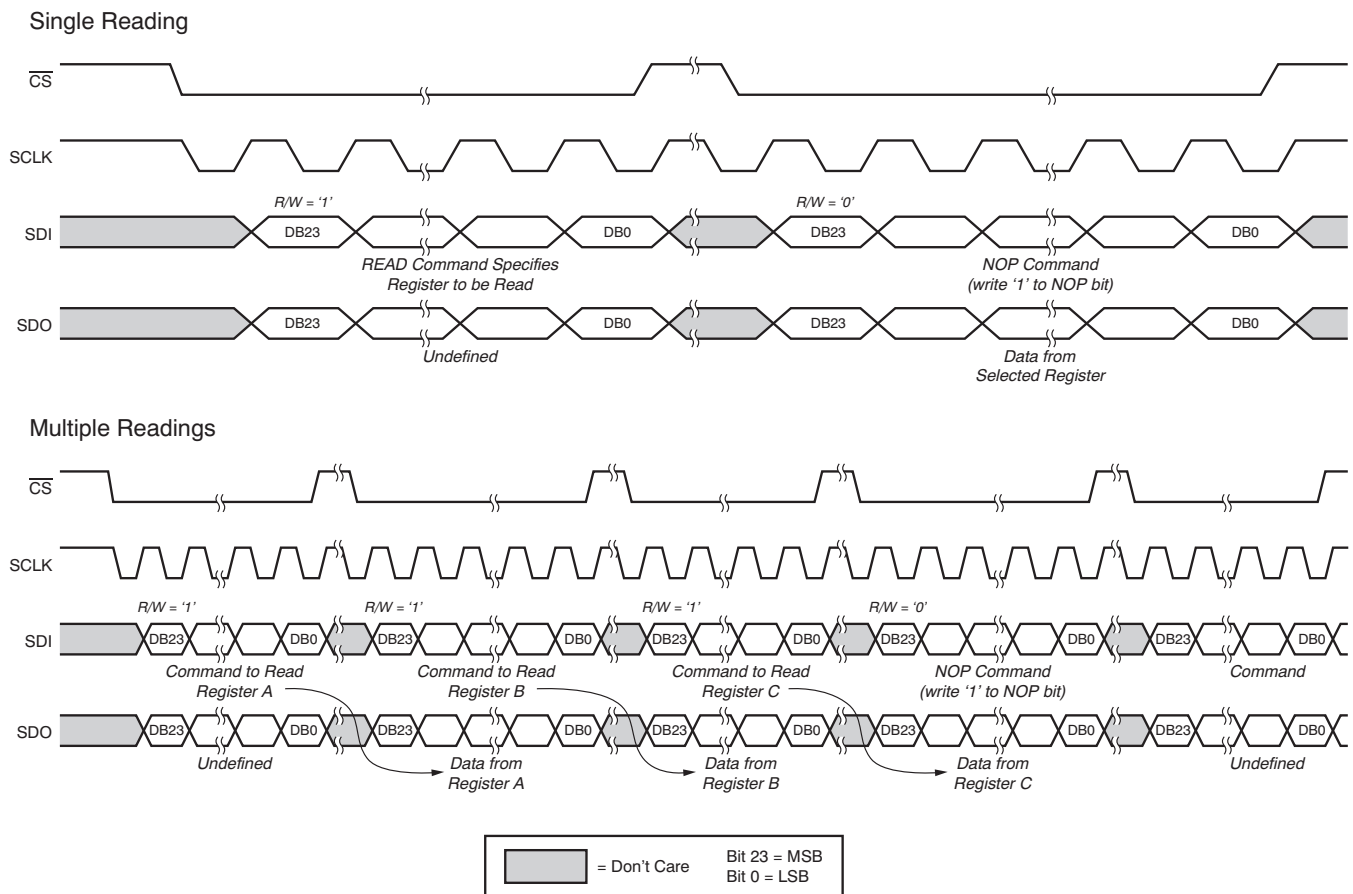 Single Reading
CS
SCLK
R/W = ‘1’ R/W = ‘0’
SDI DB23 DB0 DB23 DB0
READ Command Specifies
Register to be Read
NOP Command
(write ‘1’ to NOP bit)
SDO DB23 DB0 DB23 DB0
Undefined
Data from
Selected Register
Multiple Readings
CS
SCLK
R/W = ‘1’ R/W = ‘1’ R/W = ‘1’ R/W = ‘0’
SDI DB23 DB0 DB23 DB0 DB23 DB0 DB23 DB0 DB23 DB0
Command to Read
Register A
Command to Read
Register B
Command to Read
Register C
NOP Command
(write ‘1’ to NOP bit)
Command
SDO DB23 DB0 DB23 DB0 DB23 DB0 DB23 DB0 DB23 DB0
Undefined
Data from
Register A
Data from
Register B
Data from
Register C
Undefined
= Don't Care
Bit 23 = MSB
Bit 0 = LSB